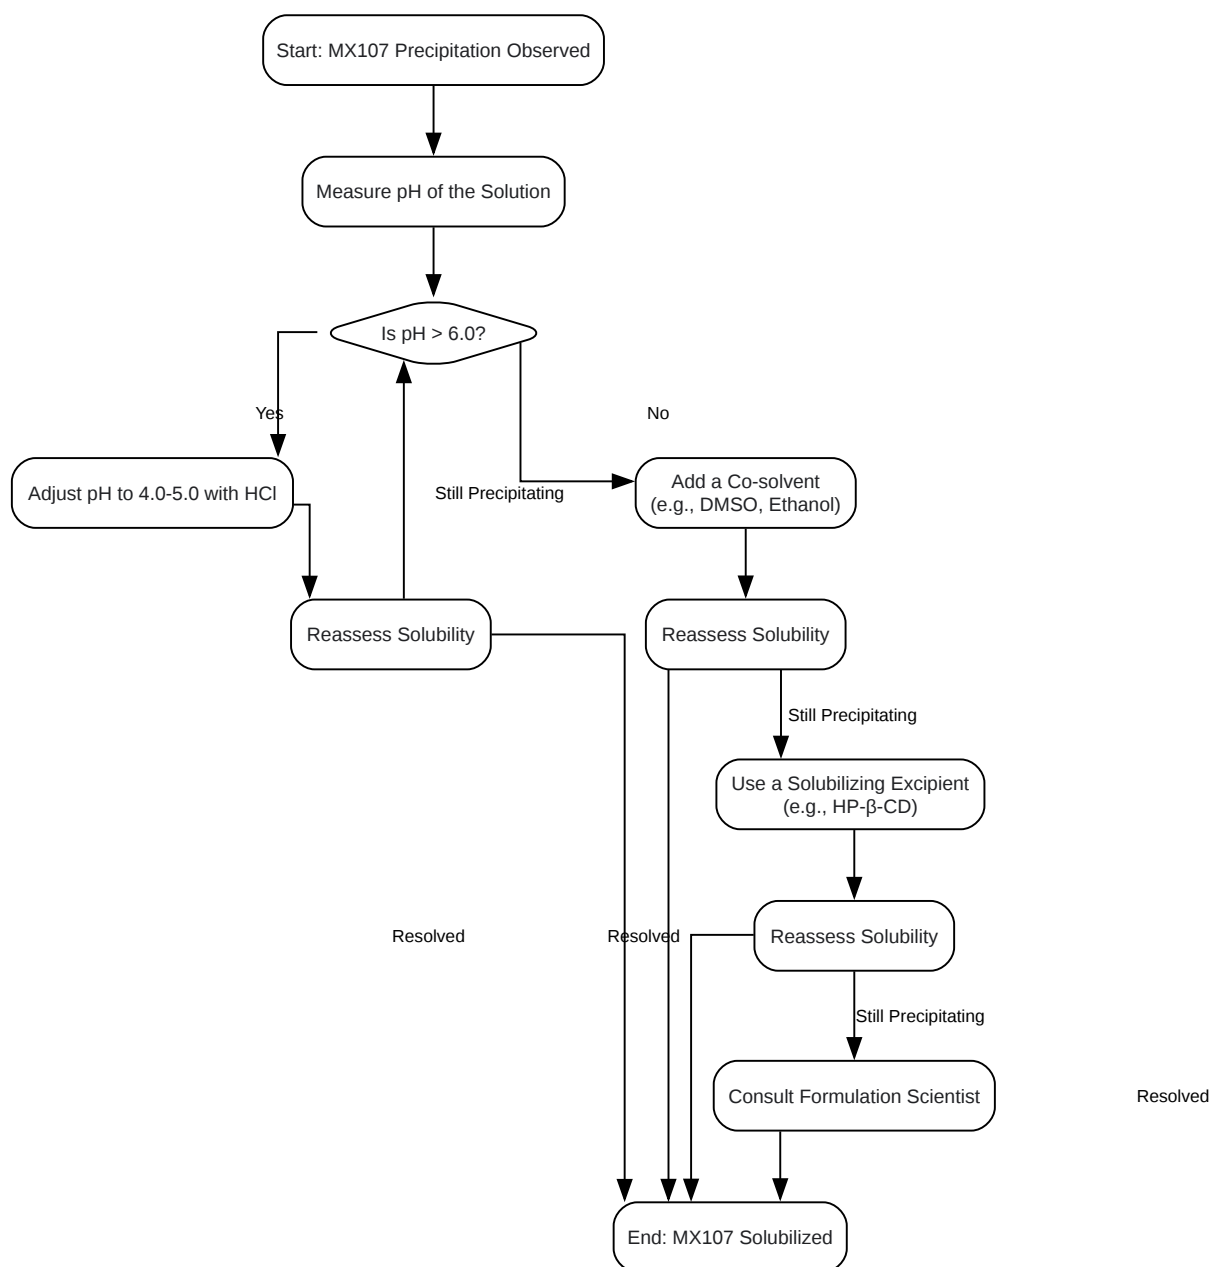 Start: MX107 Precipitation Observed
Measure pH of the Solution
Is pH > 6.0?
Yes
No
Adjust pH to 4.0-5.0 with HCl
Still Precipitating
Add a Co-solvent
(e.g., DMSO, Ethanol)
Reassess Solubility
Reassess Solubility
Still Precipitating
Use a Solubilizing Excipient
(e.g., HP-β-CD)
Resolved
Resolved
Reassess Solubility
Still Precipitating
Consult Formulation Scientist
Resolved
End: MX107 Solubilized